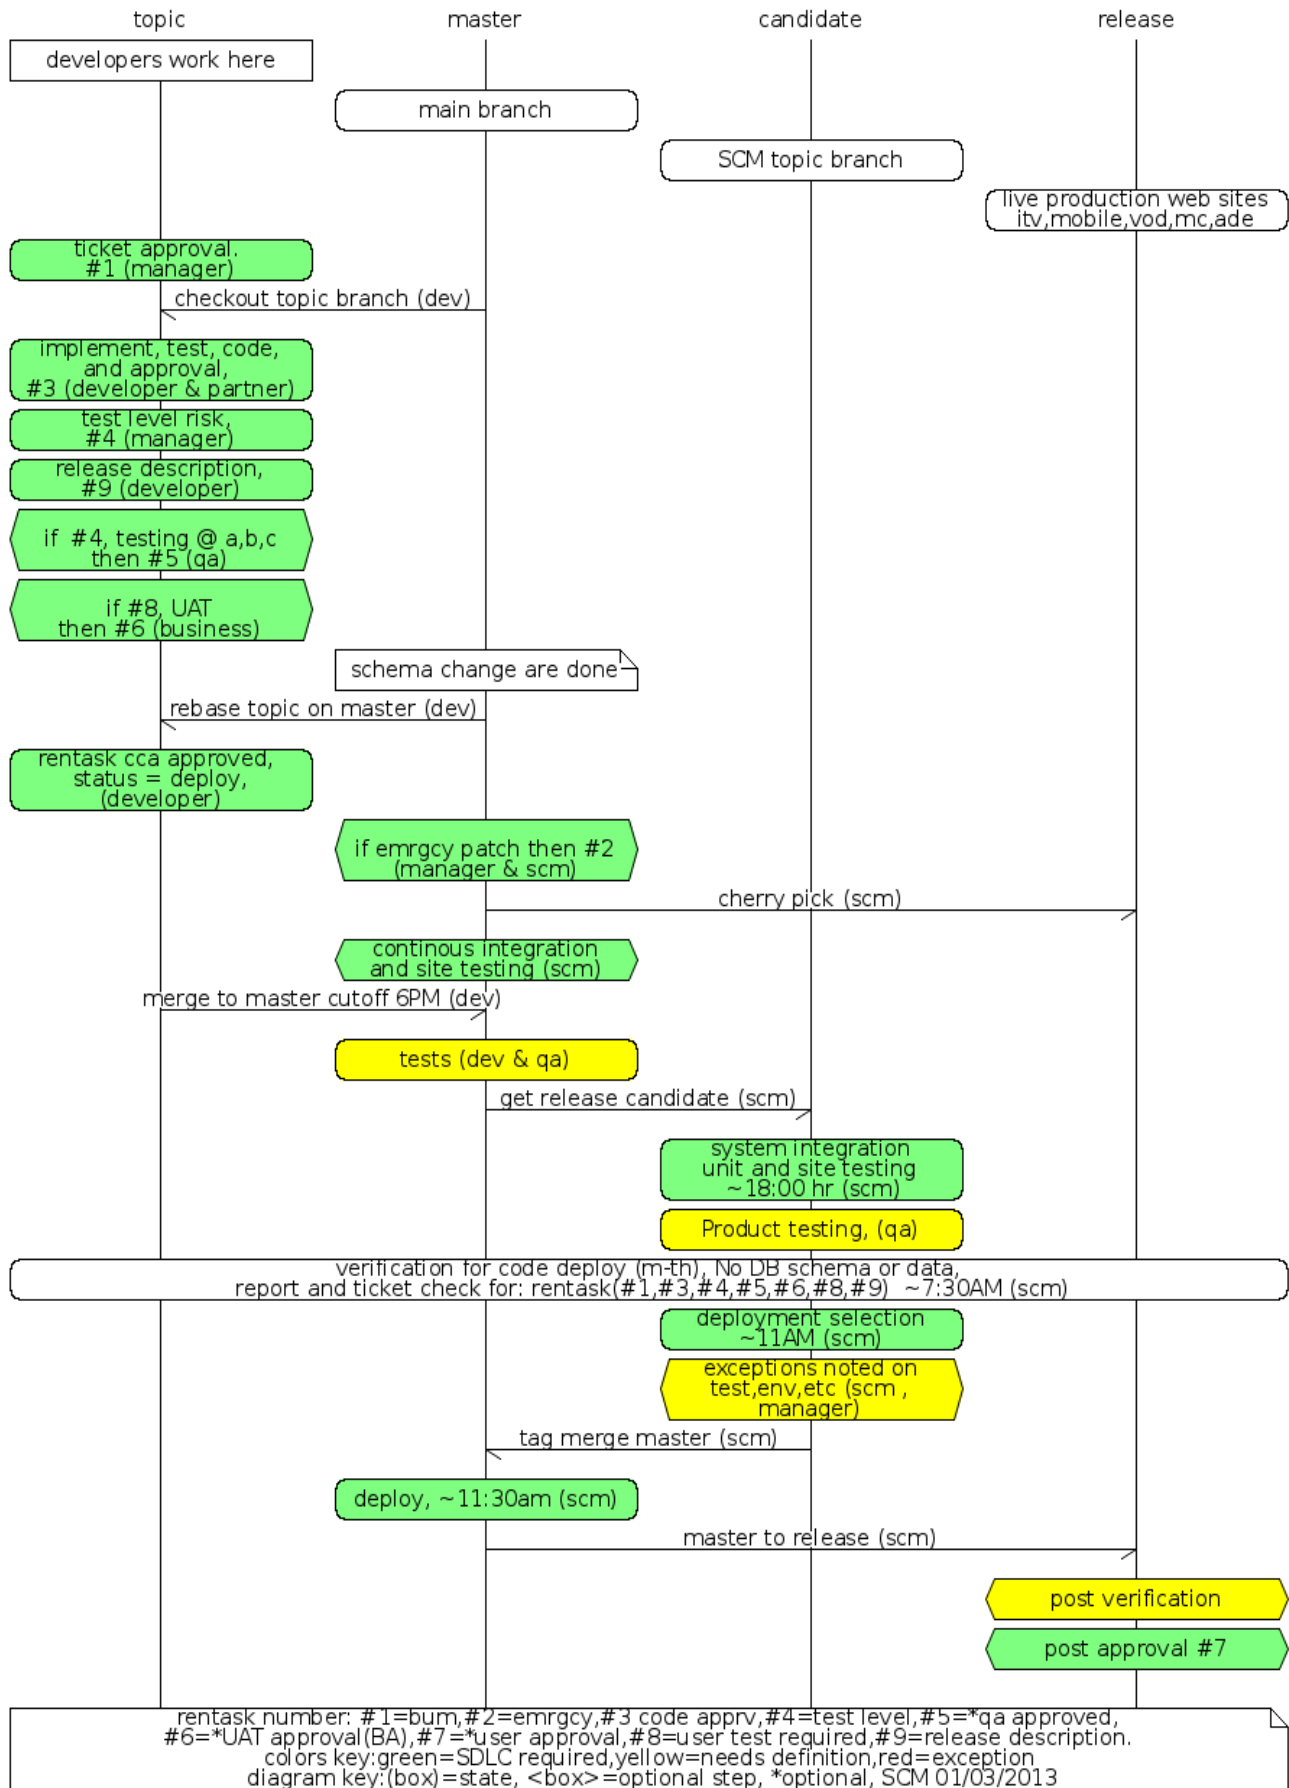 topic master candidate release
developers work here
main branch
SCM topic branch
live production web sites
itv,mobile,vod,mc,ade
ticket approval.
#1 (manager)
checkout topic branch (dev)
implement, test, code,
and approval,
#3 (developer & partner)
test level risk,
#4 (manager)
release description,
#9 (developer)
if #4, testing @ a,b,c
then #5 (qa)
if #8, UAT
then #6 (business)
schema change are done
rebase topic on master (dev)
rentask cca approved,
status = deploy,
(developer)
if emrgcy patch then #2
(manager & scm)
cherry pick (scm)
continous integration
and site testing (scm)
merge to master cutoff 6PM (dev)
tests (dev & qa)
get release candidate (scm)
system integration
unit and site testing
~18:00 hr (scm)
Product testing, (qa)
verification for code deploy (m-th), No DB schema or data,
report and ticket check for: rentask(#1,#3,#4,#5,#6,#8,#9) ~7:30AM (scm)
deployment selection
~11AM (scm)
exceptions noted on
test,env,etc (scm ,
manager)
tag merge master (scm)
deploy, ~11:30am (scm)
master to release (scm)
post verification
post approval #7
rentask number: #1=bum,#2=emrgcy,#3 code apprv,#4=test level,#5=*qa approved,
#6=*UAT approval(BA),#7=*user approval,#8=user test required,#9=release description.
colors key:green=SDLC required,yellow=needs definition,red=exception
diagram key:(box)=state, <box>=optional step, *optional, SCM 01/03/2013